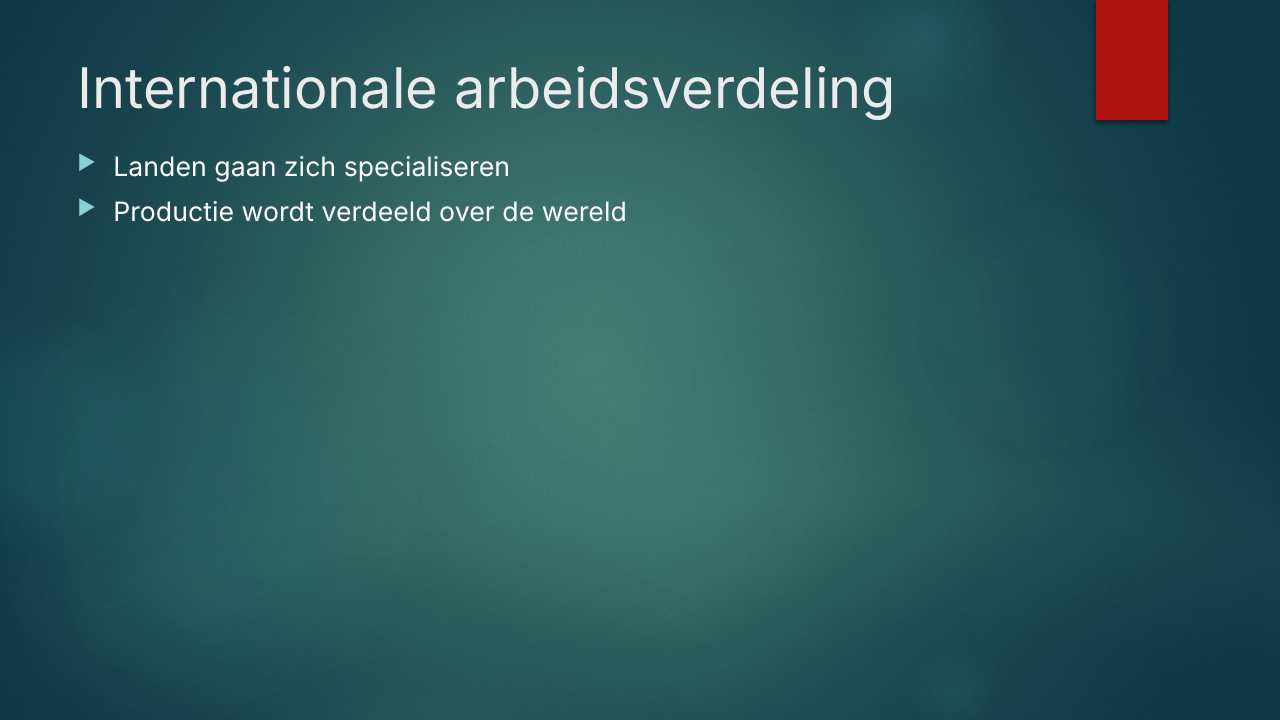 Internationale arbeidsverdeling
Landen gaan zich specialiseren
Productie wordt verdeeld over de wereld